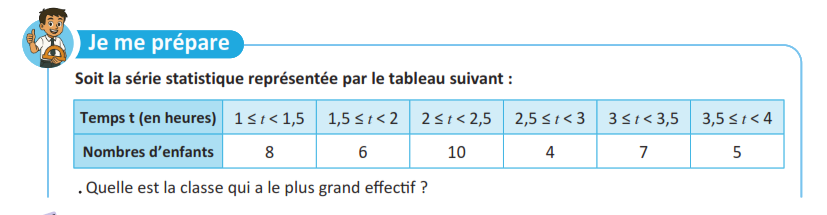 Je me prépare
Soit la série statistique représentée par le tableau suivant :
Temps t (en heures) 1 ≤ t < 1,5 1,5 ≤ t < 2 2 ≤ t < 2,5 2,5 ≤ t < 3 3 ≤ t < 3,5 3,5 ≤ t < 4
Nombres d’enfants 8 6 10 4 7 5
. Quelle est la classe qui a le plus grand effectif ?